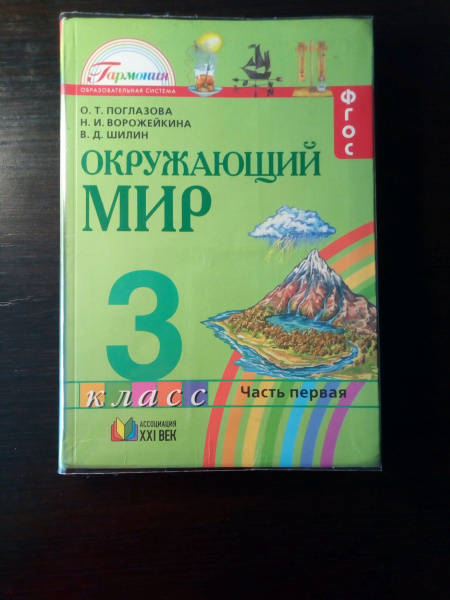 Гармония
ОБРАЗОВАТЕЛЬНАЯ СИСТЕМА
О. Т. ПОГЛАЗОВА
Н. И. ВОРОЖЕЙКИНА
В. Д. ШИЛИН
ФГОС
ОКРУЖАЮЩИЙ
МИР
3
класс
Часть первая
АССОЦИАЦИЯ
XXI ВЕК